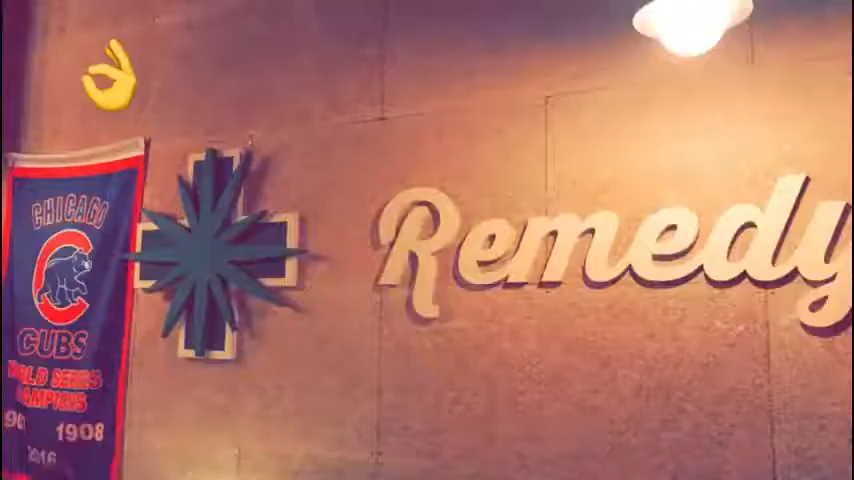 CHICAGO
CUBS
WORLD SERIES
CHAMPIONS
1908
2016
Remedy